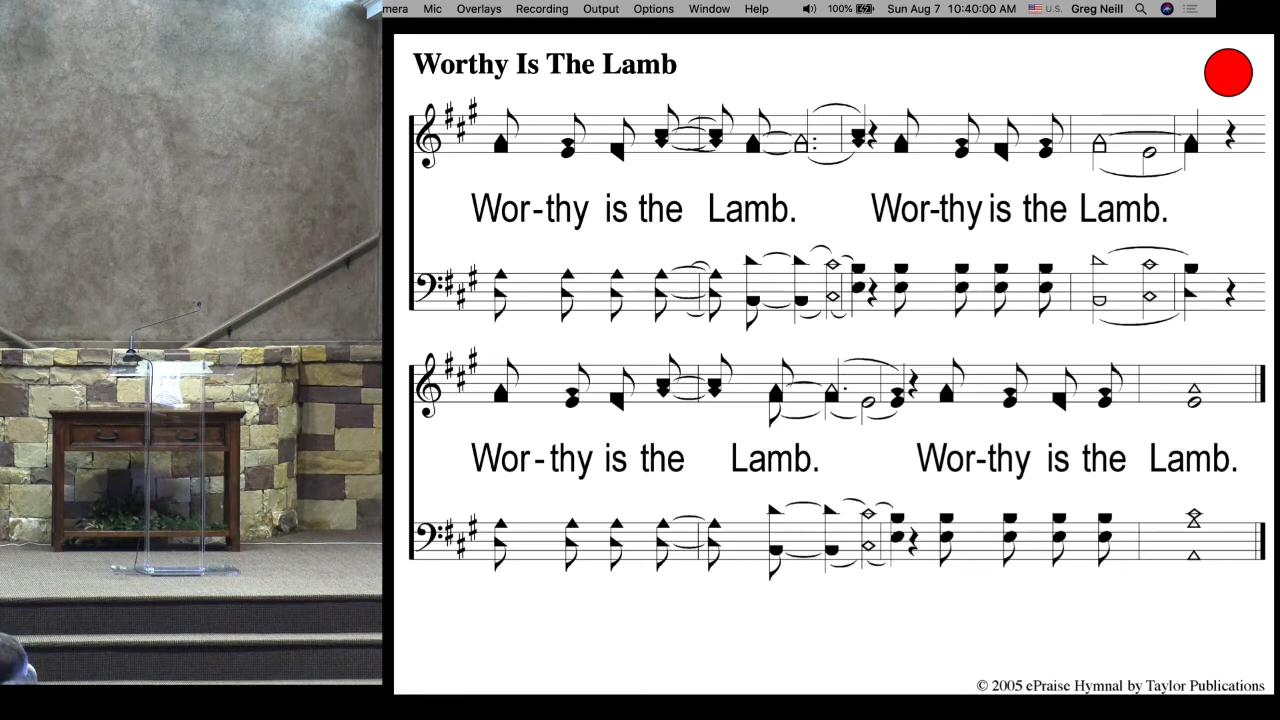 mera Mic Overlays Recording Output Options Window Help 100% Sun Aug 7 10:40:00 AM U.S. Greg Neill
Worthy Is The Lamb
Wor-thy is the Lamb. Wor-thy is the Lamb.
Wor-thy is the Lamb. Wor-thy is the Lamb.
© 2005 ePraise Hymnal by Taylor Publications